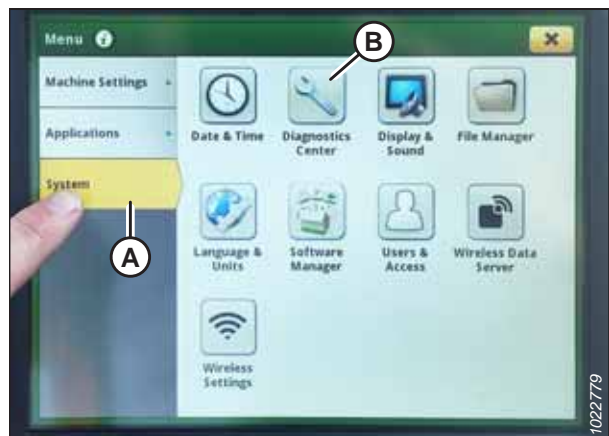 Menu i
B
Machine Settings
Applications
System
A
Date & Time
Diagnostics
Center
Display &
Sound
File Manager
Language &
Units
Software
Manager
Users &
Access
Wireless Data
Server
Wireless
Settings
1022779